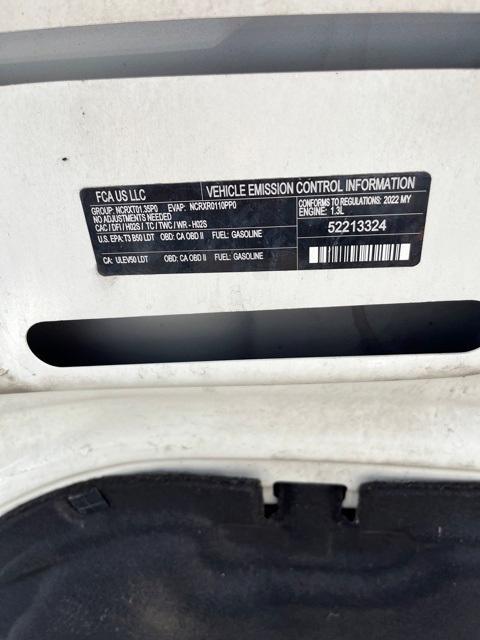 FCA US LLC VEHICLE EMISSION CONTROL INFORMATION
GROUP: NCRXT01.35P0 EVAP: NCRXR0110PP0
NO ADJUSTMENTS NEEDED
CAC / DFI / H02S / TC / TWC / WR - H02S
U.S. EPA: T3 B50 LDT OBD: CA OBD II FUEL: GASOLINE
CA: ULEV50 LDT OBD: CA OBD II FUEL: GASOLINE
CONFORMS TO REGULATIONS: 2022 MY
ENGINE: 1.3L
52213324